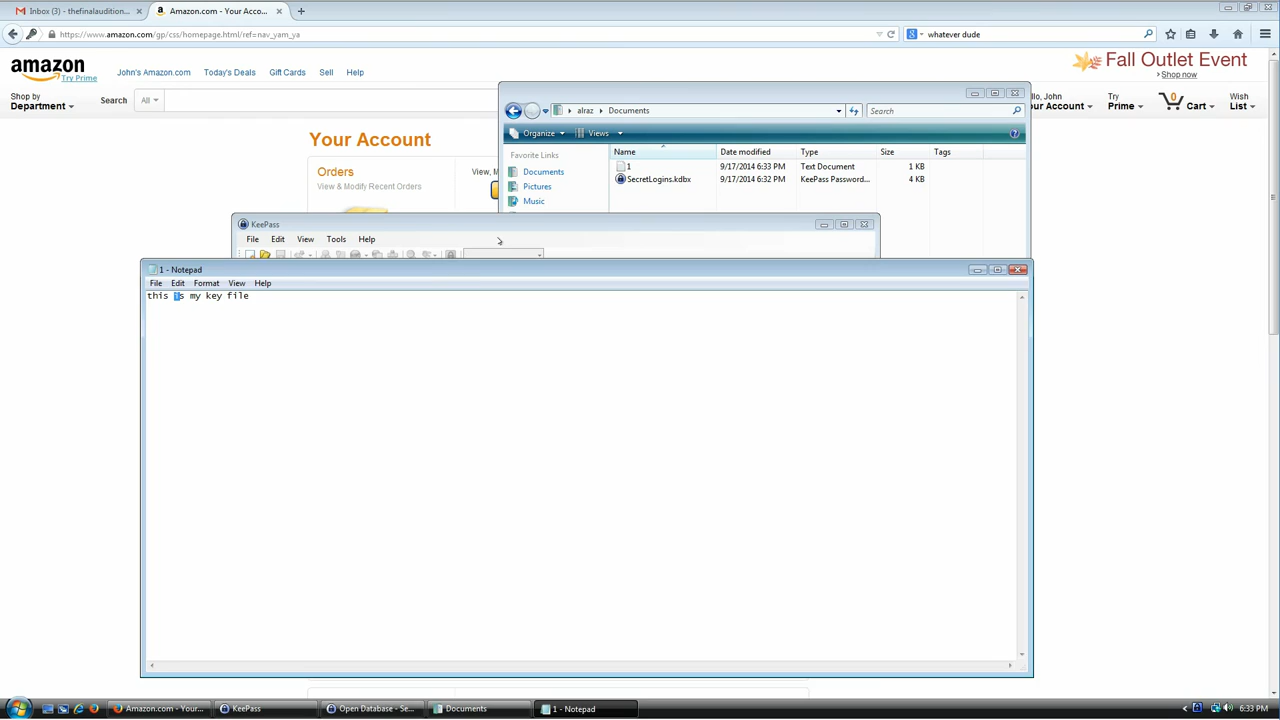 Inbox (3) - thefinalaudition...
Amazon.com - Your Acco...
https://www.amazon.com/gp/css/homepage.html/ref=nav_yam_ya
whatever dude
amazon
Try Prime
John's Amazon.com
Today's Deals
Gift Cards
Sell
Help
Fall Outlet Event
Shop now
Shop by
Department
Search
All
llo, John
our Account
Try
Prime
0
Cart
Wish
List
Your Account
Orders
View & Modify Recent Orders
View, M
alraz
Documents
Search
Organize
Views
Favorite Links
Documents
Pictures
Music
Name
Date modified
Type
Size
Tags
1
9/17/2014 6:33 PM
Text Document
1 KB
SecretLogins.kdbx
9/17/2014 6:32 PM
KeePass Password...
4 KB
KeePass
File
Edit
View
Tools
Help
1 - Notepad
File
Edit
Format
View
Help
this is my key file
Amazon.com - Your...
KeePass
Open Database - Se...
Documents
1 - Notepad
6:33 PM